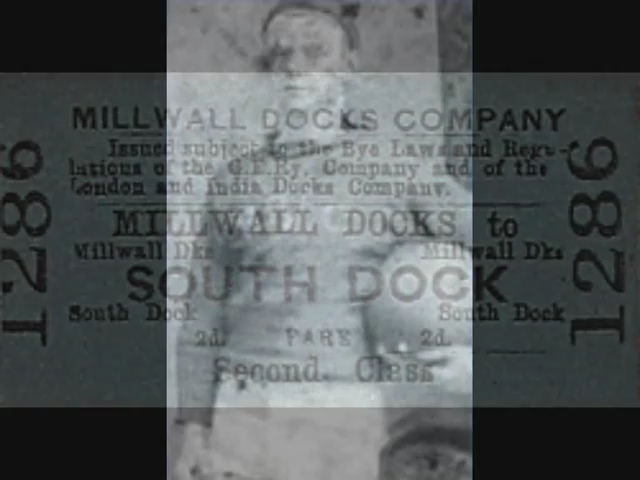 MILLWALL DOCKS COMPANY
Issued subject to the Bye Laws and Regu-
lations of the G.E.Ry. Company and of the
London and India Docks Company.
MILLWALL DOCKS to
Millwall Dks Millwall Dks
SOUTH DOCK
South Dock South Dock
2d. FARE 2d.
Second Class
1286
1286